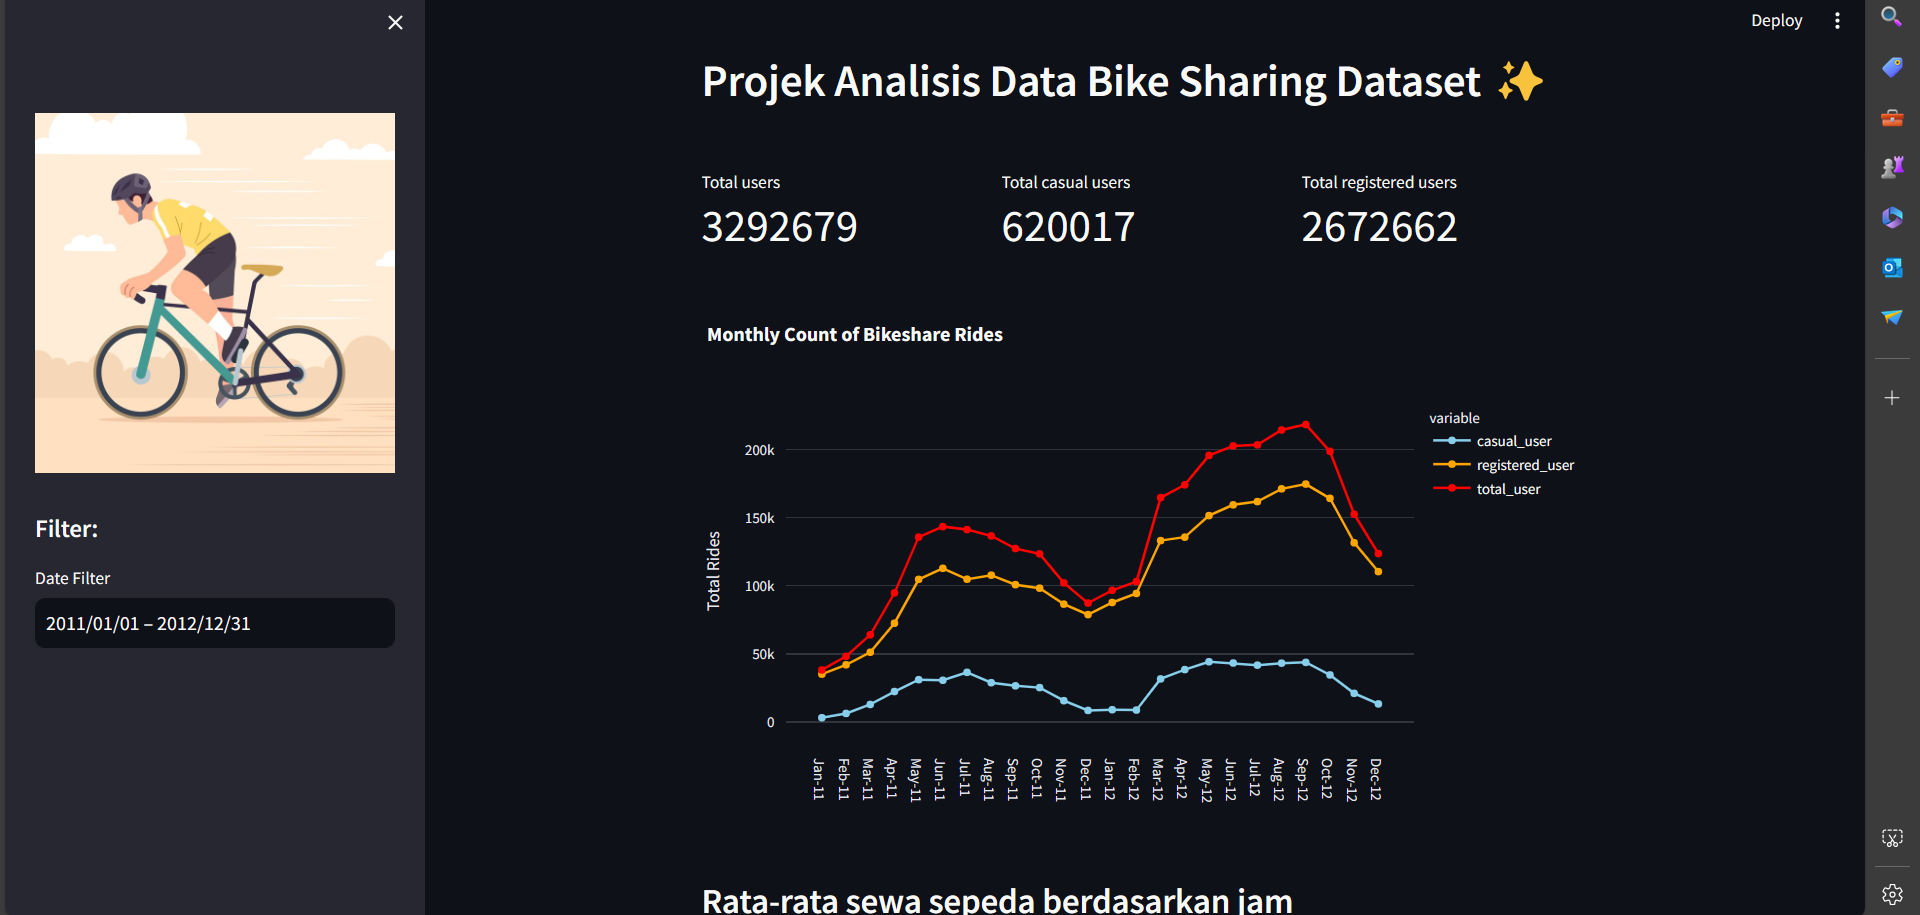 Deploy
Projek Analisis Data Bike Sharing Dataset ✨
Total users
3292679
Total casual users
620017
Total registered users
2672662
Filter:
Date Filter
2011/01/01 – 2012/12/31
Monthly Count of Bikeshare Rides
Total Rides
200k
150k
100k
50k
0
Jan-11
Feb-11
Mar-11
Apr-11
May-11
Jun-11
Jul-11
Aug-11
Sep-11
Oct-11
Nov-11
Dec-11
Jan-12
Feb-12
Mar-12
Apr-12
May-12
Jun-12
Jul-12
Aug-12
Sep-12
Oct-12
Nov-12
Dec-12
variable
casual_user
registered_user
total_user
Rata-rata sewa sepeda berdasarkan jam